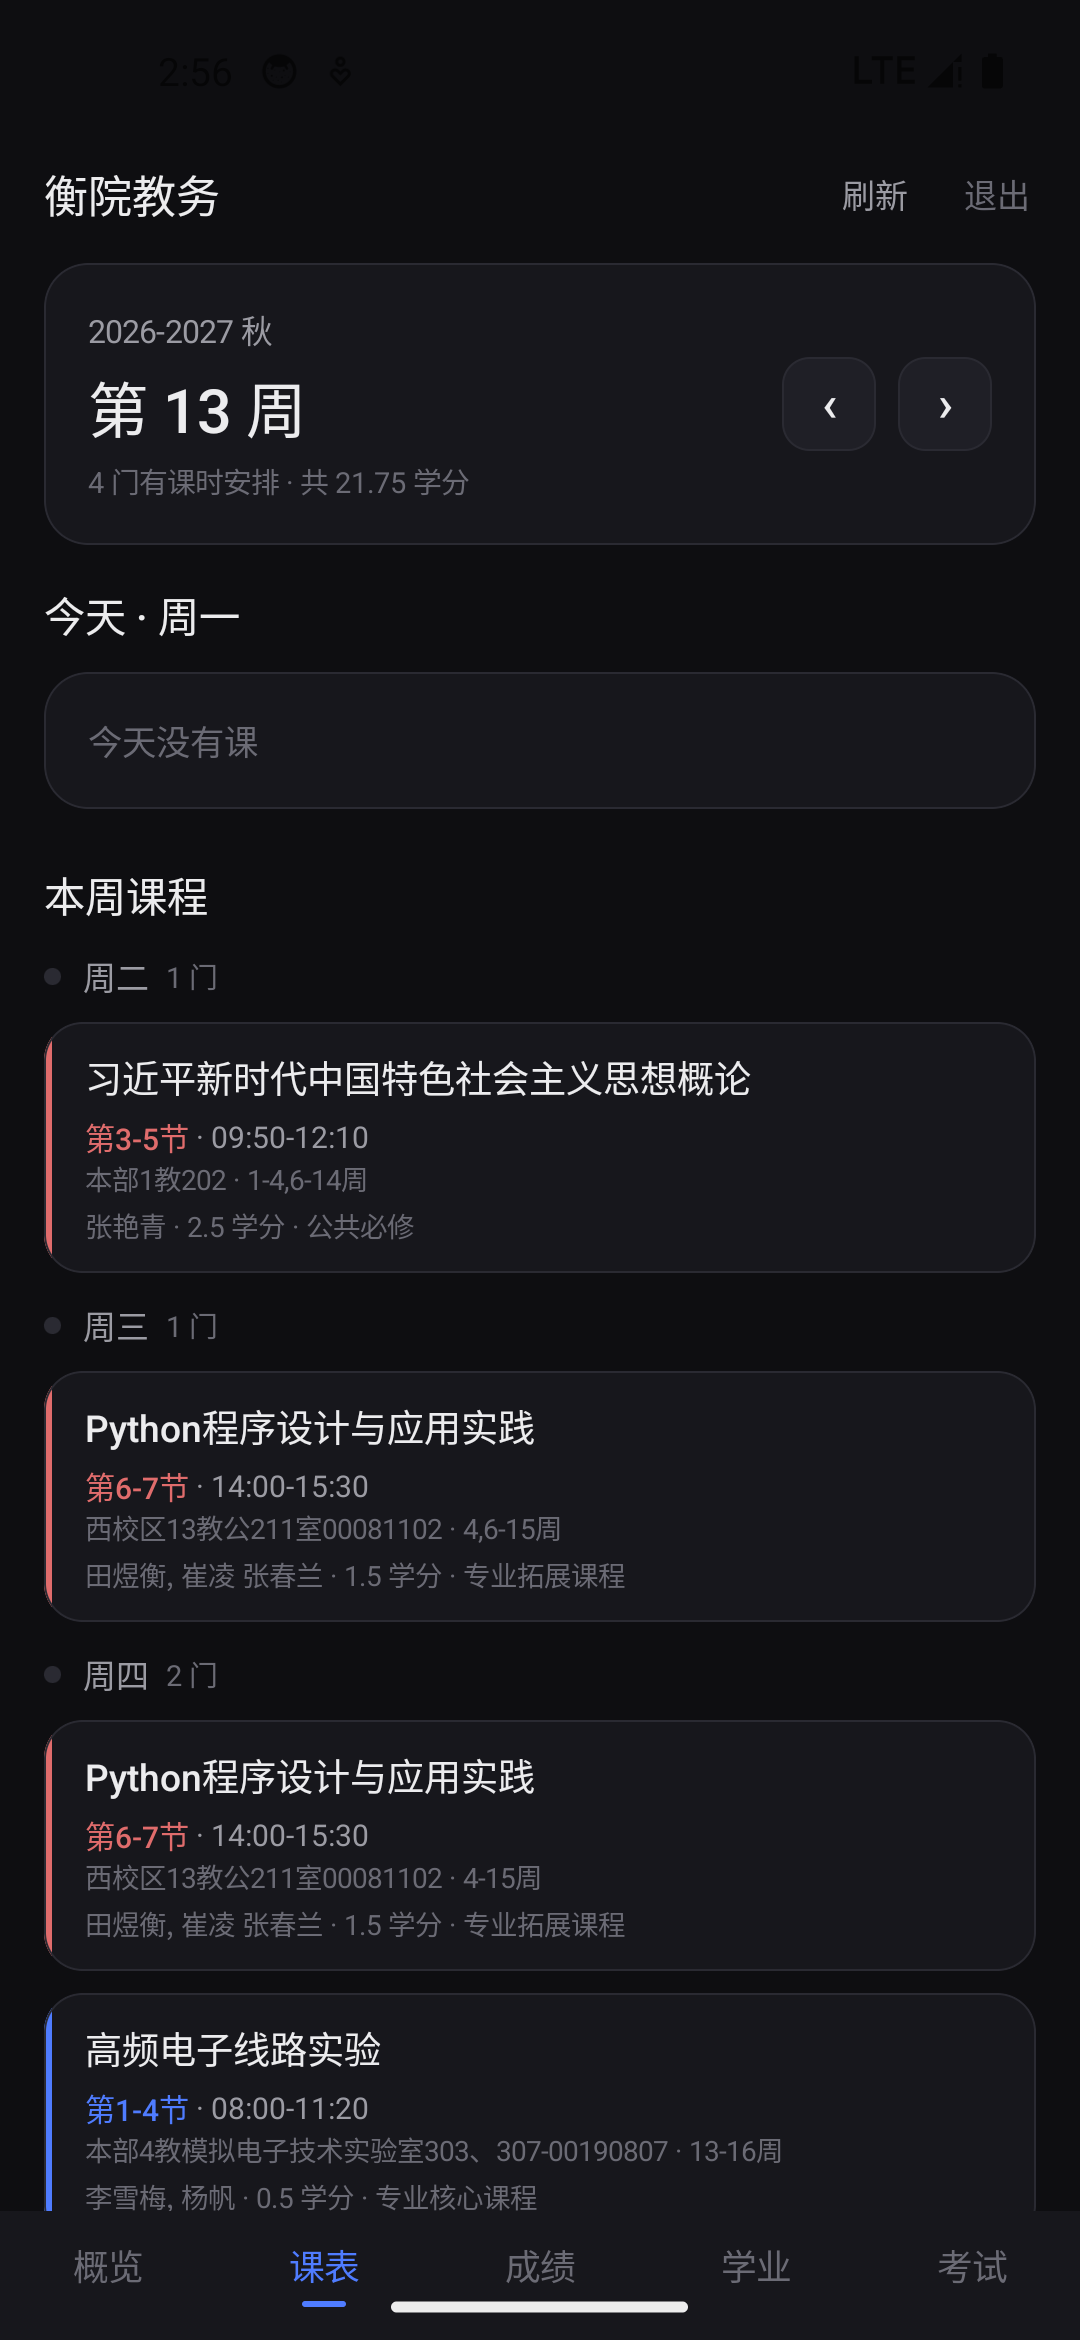 2:56
LTE
衡院教务
刷新
退出
2026-2027 秋
第 13 周
4 门有课时安排 · 共 21.75 学分
‹
›
今天 · 周一
今天没有课
本周课程
周二 1 门
习近平新时代中国特色社会主义思想概论
第3-5节 · 09:50-12:10
本部1教202 · 1-4,6-14周
张艳青 · 2.5 学分 · 公共必修
周三 1 门
Python程序设计与应用实践
第6-7节 · 14:00-15:30
西校区13教公211室00081102 · 4,6-15周
田煜衡, 崔凌 张春兰 · 1.5 学分 · 专业拓展课程
周四 2 门
Python程序设计与应用实践
第6-7节 · 14:00-15:30
西校区13教公211室00081102 · 4-15周
田煜衡, 崔凌 张春兰 · 1.5 学分 · 专业拓展课程
高频电子线路实验
第1-4节 · 08:00-11:20
本部4教模拟电子技术实验室303、307-00190807 · 13-16周
李雪梅, 杨帆 · 0.5 学分 · 专业核心课程
概览
课表
成绩
学业
考试